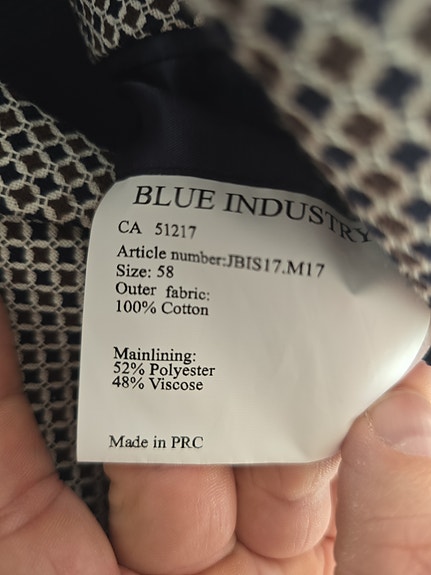 BLUE INDUSTRY
CA 51217
Article number:JBIS17.M17
Size: 58
Outer fabric:
100% Cotton
Mainlining:
52% Polyester
48% Viscose
Made in PRC